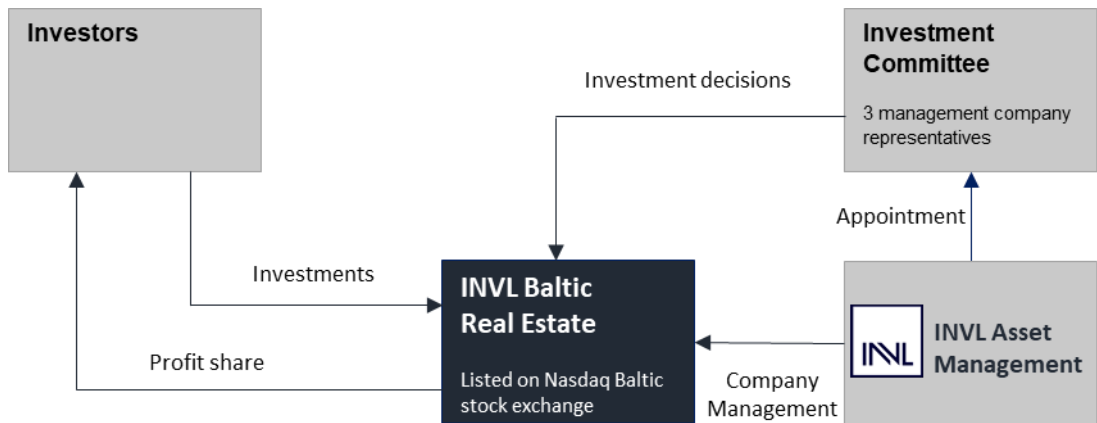 Investors
Investment
Committee
3 management company
representatives
Investment decisions
Appointment
Investments
INVL Baltic
Real Estate
Listed on Nasdaq Baltic
stock exchange
Profit share
Company
Management
INVL
INVL Asset
Management